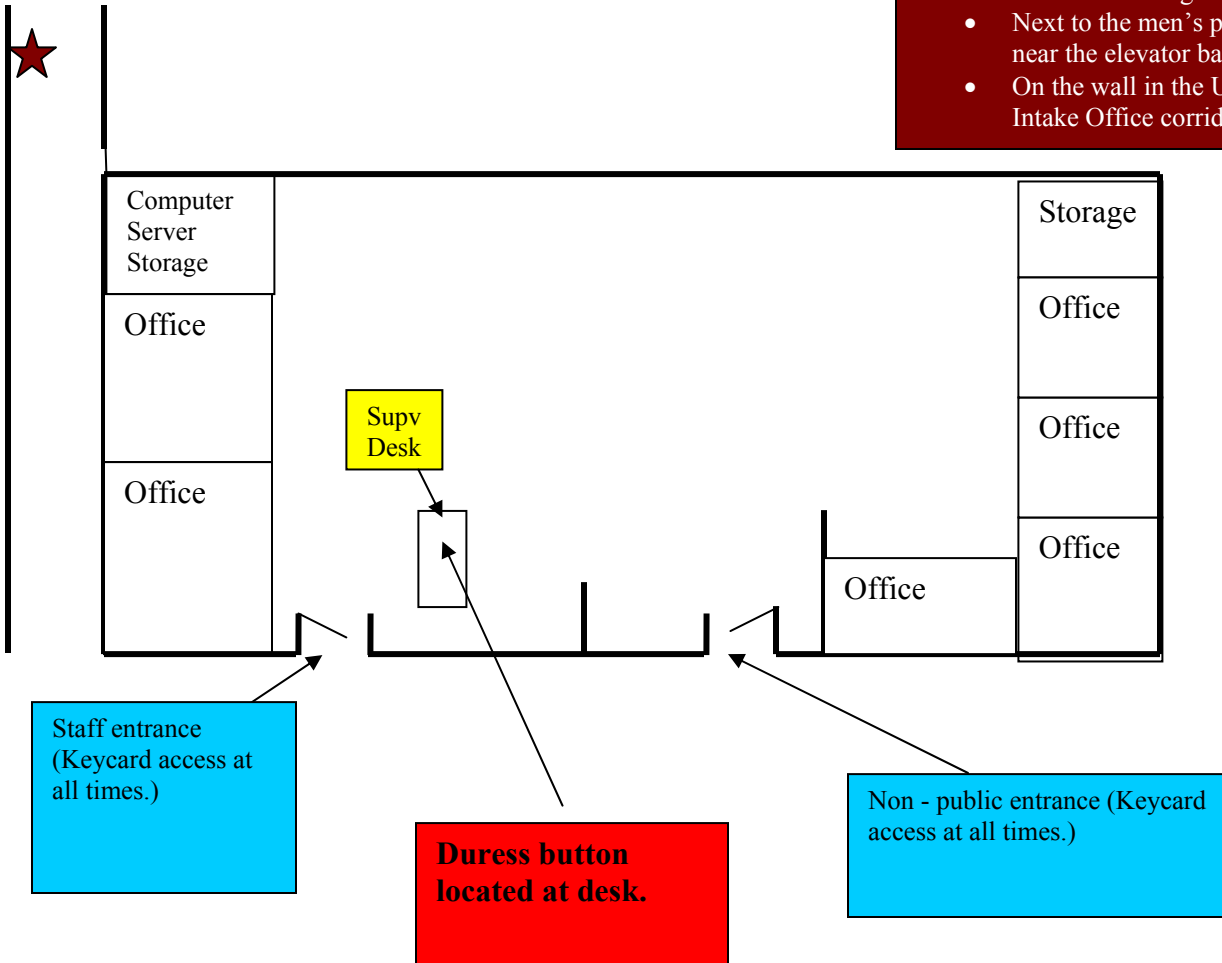 • Next to the men's
near the elevator
• On the wall in the
Intake Office
Computer
Server
Storage
Storage
Office
Office
Supv
Desk
Office
Office
Office
Office
Staff entrance
(Keycard access at
all times.)
Non - public entrance (Keycard
access at all times.)
Duress button
located at desk.